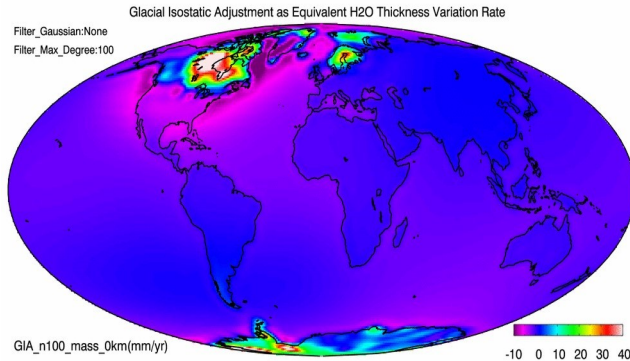 Glacial Isostatic Adjustment as Equivalent H2O Thickness Variation Rate
Filter_Gaussian:None
Filter_Max_Degree:100
GIA_n100_mass_0km(mm/yr)
-10 0 10 20 30 40